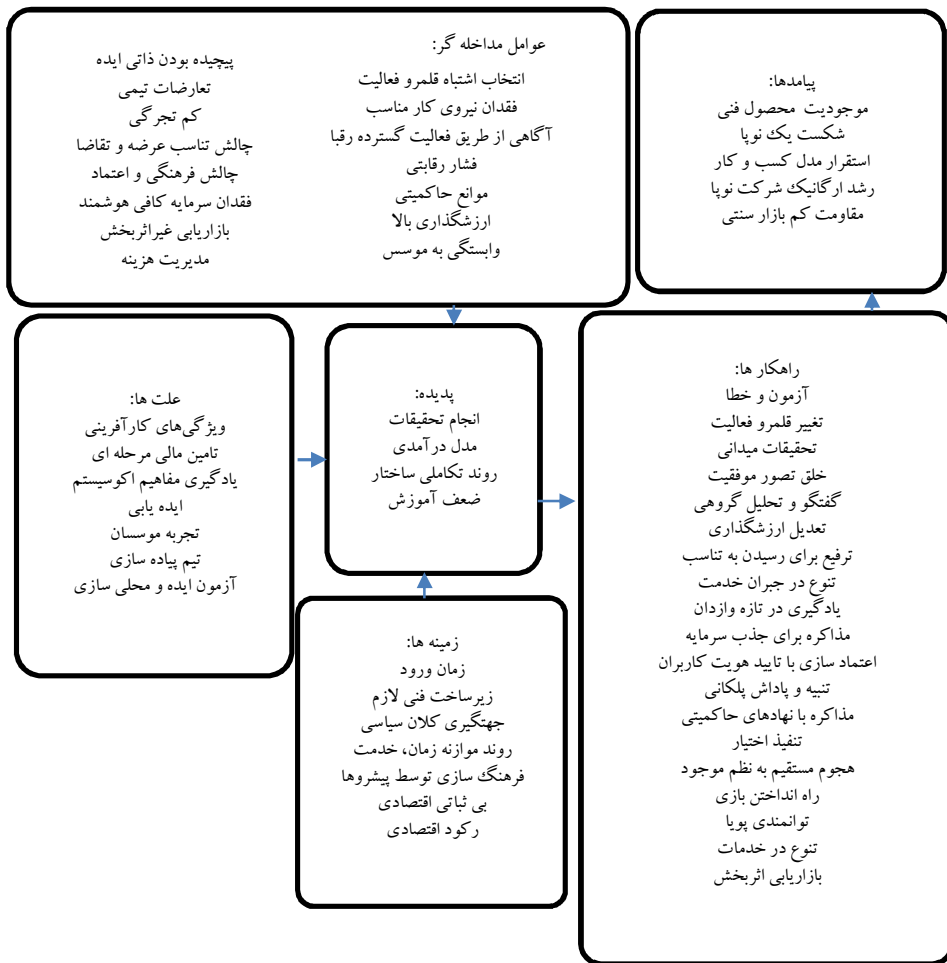 عوامل مداخله گر:
انتخاب اشتباه قلمرو فعالیت
فقدان نیروی کار مناسب
آگاهی از طریق فعالیت گسترده رقبا
فشار رقابتی
موانع حاکمیتی
ارزشگذاری بالا
وابستگی به موسس
پیچیده بودن ذاتی ایده
تعارضات تیمی
کم تجرگی
چالش تناسب عرضه و تقاضا
چالش فرهنگی و اعتماد
فقدان سرمایه کافی هوشمند
بازاریابی غیراثربخش
مدیریت هزینه
پیامدها:
موجودیت محصول فنی
شکست یک نوپا
استقرار مدل کسب و کار
رشد ارگانیک شرکت نوپا
مقاومت کم بازار سنتی
علت ها:
ویژگی‌های کارآفرینی
تامین مالی مرحله ای
یادگیری مفاهیم اکوسیستم
ایده یابی
تجربه موسسان
تیم پیاده سازی
آزمون ایده و محلی سازی
پدیده:
انجام تحقیقات
مدل درآمدی
روند تکاملی ساختار
ضعف آموزش
زمینه ها:
زمان ورود
زیرساخت فنی لازم
جهتگیری کلان سیاسی
روند موازنه زمان، خدمت
فرهنگ سازی توسط پیشروها
بی ثباتی اقتصادی
رکود اقتصادی
راهکار ها:
آزمون و خطا
تغییر قلمرو فعالیت
تحقیقات میدانی
خلق تصور موفقیت
گفتگو و تحلیل گروهی
تعدیل ارزشگذاری
ترفیع برای رسیدن به تناسب
تنوع در جبران خدمت
یادگیری در تازه واردان
مذاکره برای جذب سرمایه
اعتماد سازی با تایید هویت کاربران
تنبیه و پاداش پلکانی
مذاکره با نهادهای حاکمیتی
تنفیذ اختیار
هجوم مستقیم به نظم موجود
راه انداختن بازی
توانمندی پویا
تنوع در خدمات
بازاریابی اثربخش